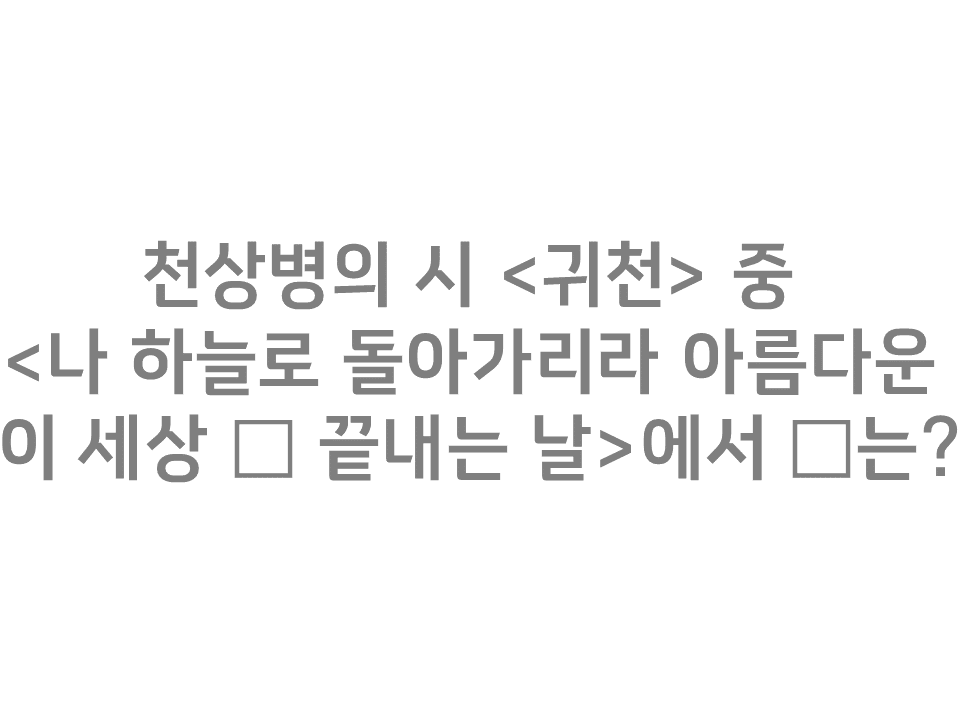 천상병의 시 <귀천> 중
<나 하늘로 돌아가리라 아름다운
이 세상 □ 끝내는 날>에서 □는?